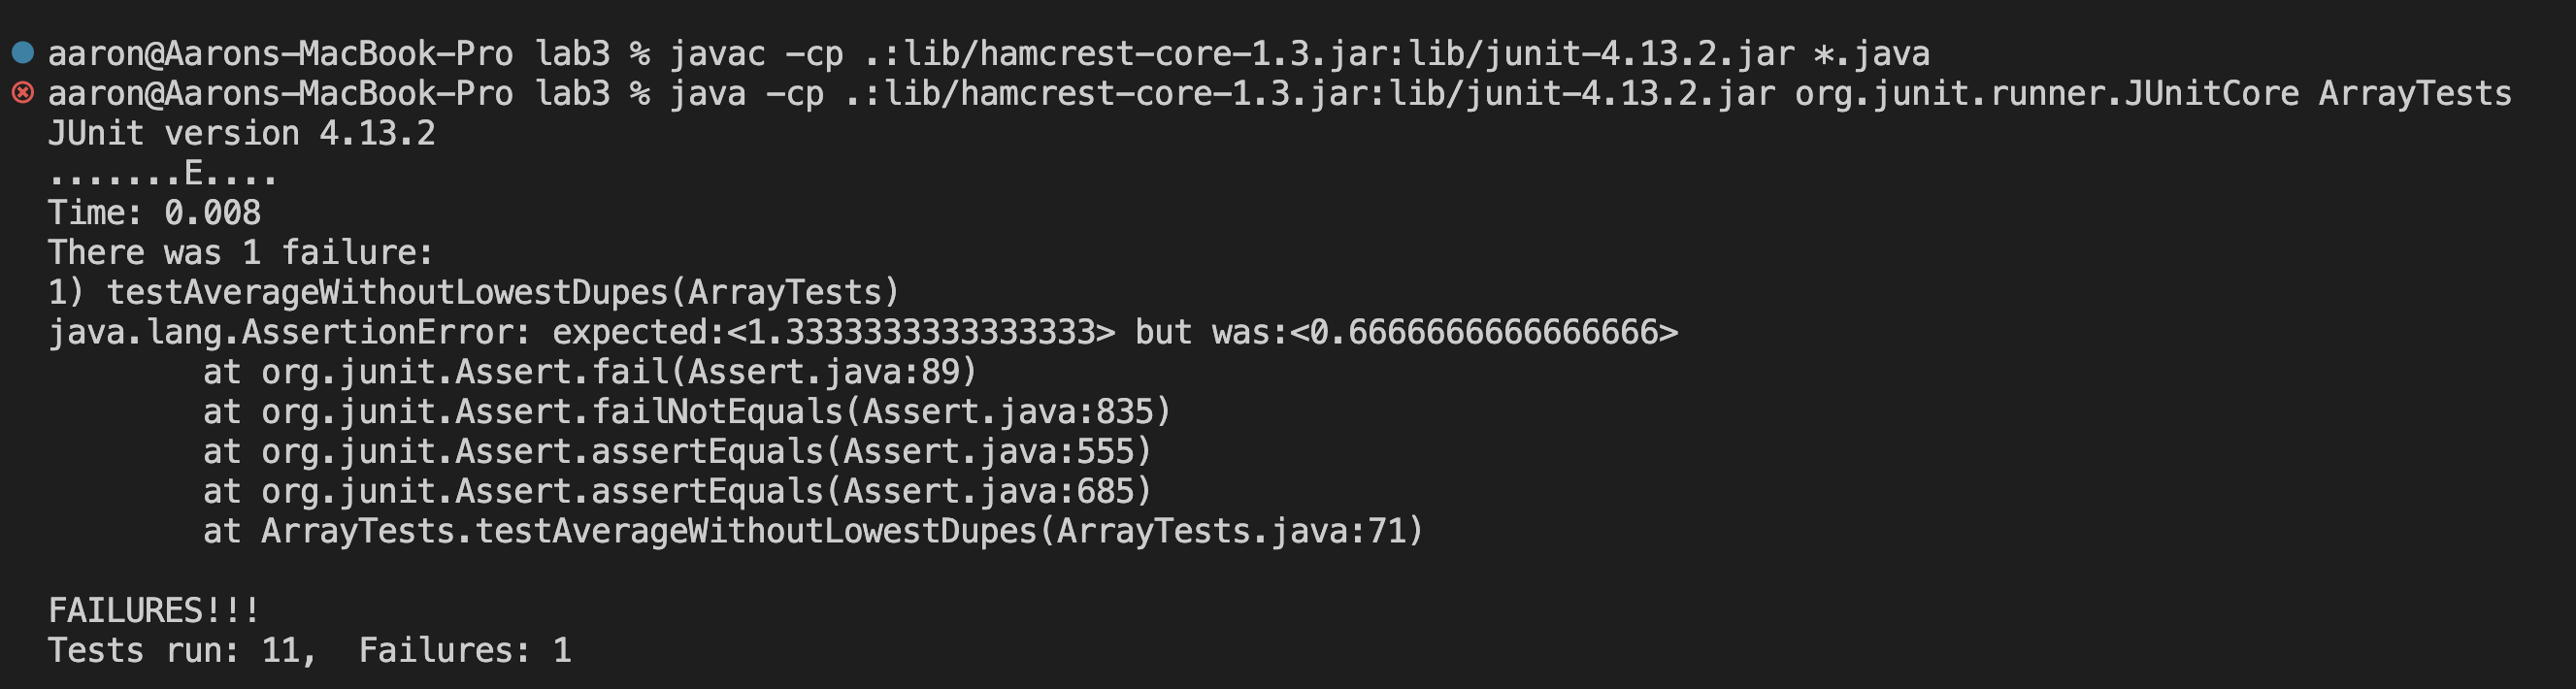 aaron@Aarons-MacBook-Pro lab3 % javac -cp .:lib/hamcrest-core-1.3.jar:lib/junit-4.13.2.jar *.java
aaron@Aarons-MacBook-Pro lab3 % java -cp .:lib/hamcrest-core-1.3.jar:lib/junit-4.13.2.jar org.junit.runner.JUnitCore ArrayTests
JUnit version 4.13.2
.......E....
Time: 0.008
There was 1 failure:
1) testAverageWithoutLowestDupes(ArrayTests)
java.lang.AssertionError: expected:<1.3333333333333333> but was:<0.6666666666666666>
        at org.junit.Assert.fail(Assert.java:89)
        at org.junit.Assert.failNotEquals(Assert.java:835)
        at org.junit.Assert.assertEquals(Assert.java:555)
        at org.junit.Assert.assertEquals(Assert.java:685)
        at ArrayTests.testAverageWithoutLowestDupes(ArrayTests.java:71)
FAILURES!!!
Tests run: 11,  Failures: 1